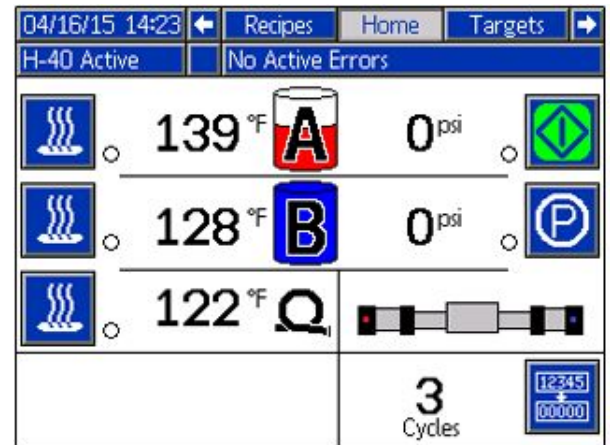 04/16/15 14:23 Recipes Home Targets
H-40 Active No Active Errors
139 °F A 0 psi
128 °F B 0 psi P
122 °F
3
Cycles
12345
00000